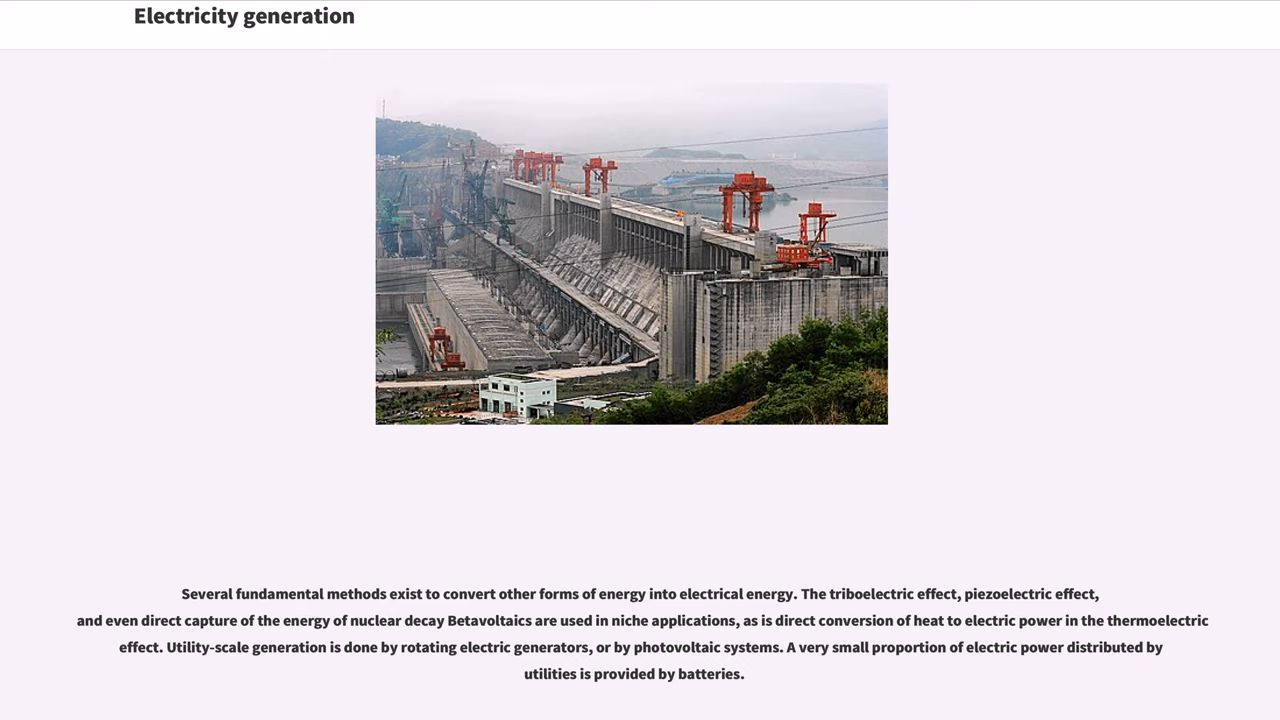 Electricity generation
Several fundamental methods exist to convert other forms of energy into electrical energy. The triboelectric effect, piezoelectric effect,
and even direct capture of the energy of nuclear decay Betavoltaics are used in niche applications, as is direct conversion of heat to electric power in the thermoelectric
effect. Utility-scale generation is done by rotating electric generators, or by photovoltaic systems. A very small proportion of electric power distributed by
utilities is provided by batteries.